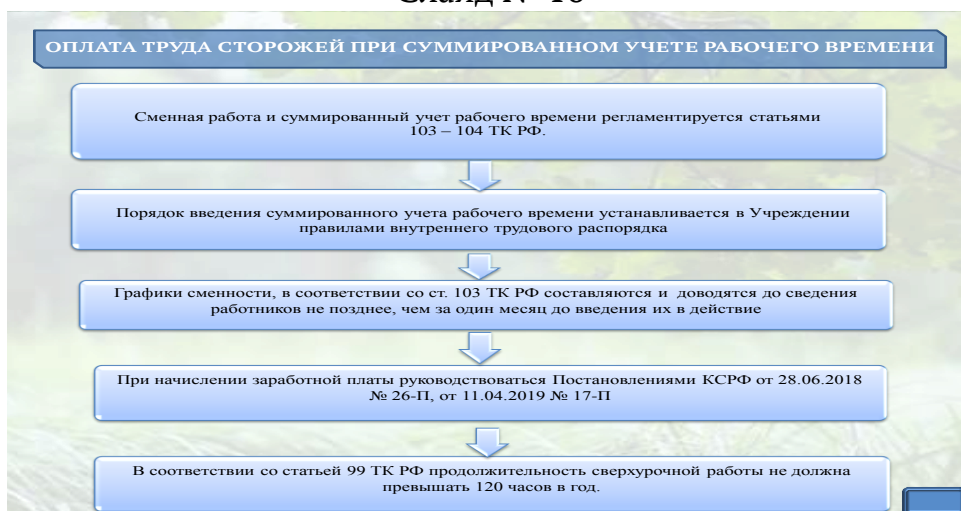 ОПЛАТА ТРУДА СТОРОЖЕЙ ПРИ СУММИРОВАННОМ УЧЕТЕ РАБОЧЕГО ВРЕМЕНИ
Сменная работа и суммированный учет рабочего времени регламентируется статьями
103 – 104 ТК РФ.
Порядок введения суммированного учета рабочего времени устанавливается в Учреждении
правилами внутреннего трудового распорядка
Графики сменности, в соответствии со ст. 103 ТК РФ составляются и доводятся до сведения
работников не позднее, чем за один месяц до введения их в действие
При начислении заработной платы руководствоваться Постановлениями КСРФ от 28.06.2018
№ 26-П, от 11.04.2019 № 17-П
В соответствии со статьей 99 ТК РФ продолжительность сверхурочной работы не должна
превышать 120 часов в год.